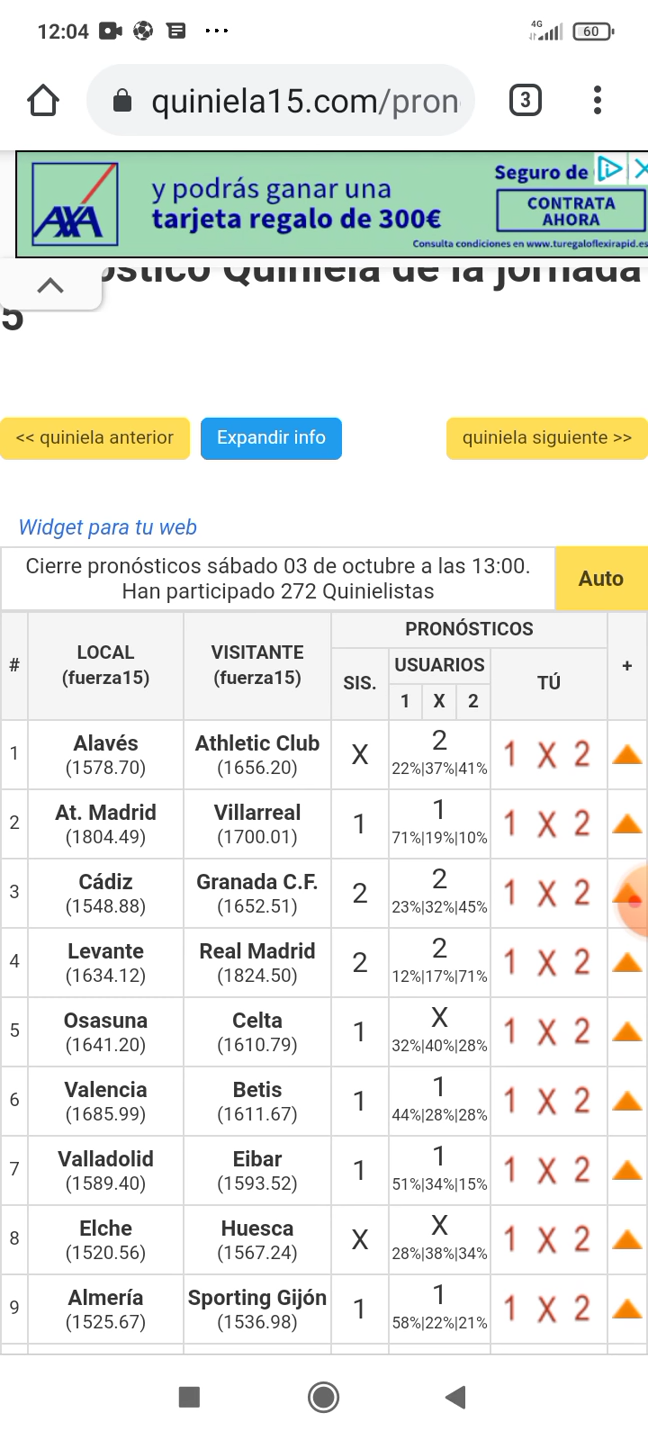 12:04
4G
60
quiniela15.com/pron
3
AXA
y podrás ganar una
tarjeta regalo de 300€
Seguro de
CONTRATA
AHORA
Consulta condiciones en www.turegaloflexirapid.es
óstico Quiniela de la jornada
5
<< quiniela anterior
Expandir info
quiniela siguiente >>
Widget para tu web
Cierre pronósticos sábado 03 de octubre a las 13:00.
Han participado 272 Quinielistas
Auto
# LOCAL (fuerza15) VISITANTE (fuerza15) PRONÓSTICOS +
SIS. USUARIOS TÚ
1 X 2
1 Alavés Athletic Club X 2 1 X 2
(1578.70) (1656.20) 22%|37%|41%
2 At. Madrid Villarreal 1 1 1 X 2
(1804.49) (1700.01) 71%|19%|10%
3 Cádiz Granada C.F. 2 2 1 X 2
(1548.88) (1652.51) 23%|32%|45%
4 Levante Real Madrid 2 2 1 X 2
(1634.12) (1824.50) 12%|17%|71%
5 Osasuna Celta 1 X 1 X 2
(1641.20) (1610.79) 32%|40%|28%
6 Valencia Betis 1 1 1 X 2
(1685.99) (1611.67) 44%|28%|28%
7 Valladolid Eibar 1 1 1 X 2
(1589.40) (1593.52) 51%|34%|15%
8 Elche Huesca X X 1 X 2
(1520.56) (1567.24) 28%|38%|34%
9 Almería Sporting Gijón 1 1 1 X 2
(1525.67) (1536.98) 58%|22%|21%